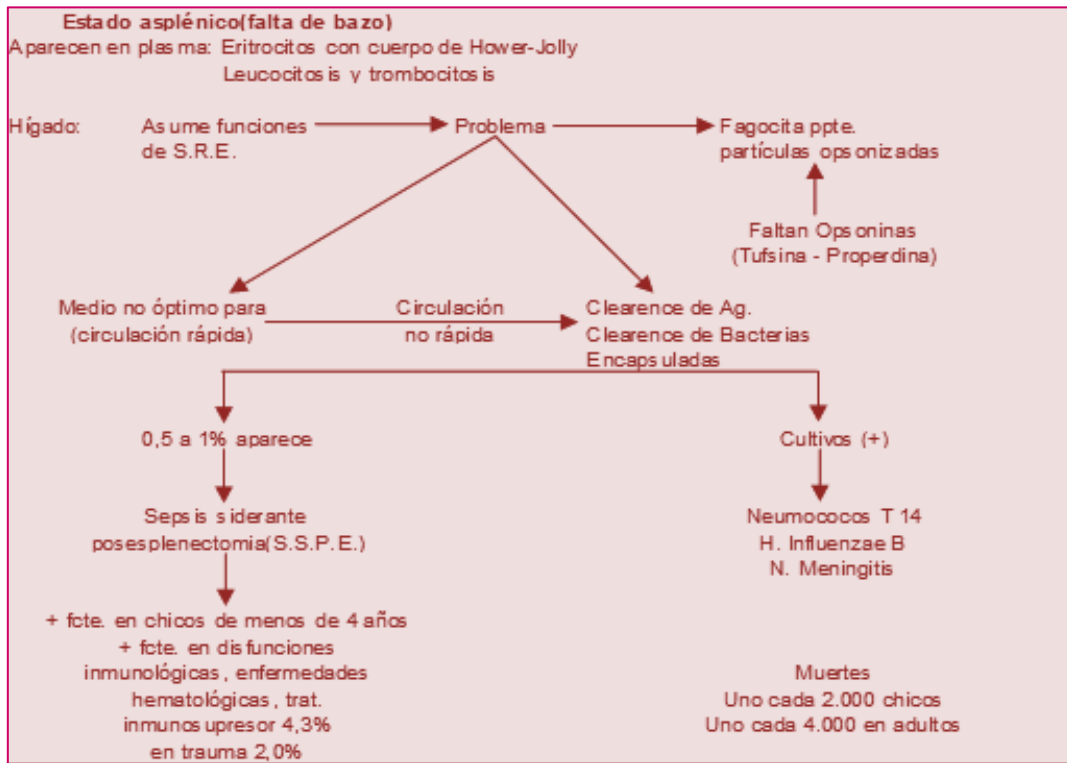 Estado asplénico(falta de bazo)
Aparecen en plasma: Eritrocitos con cuerpo de Hower-Jolly
Leucocitosis y trombocitosis
Hígado:
Asume funciones
de S.R.E.
Problema
Fagocita ppte.
partículas opsonizadas
Faltan Opsoninas
(Tufsina - Properdina)
Medio no óptimo para
(circulación rápida)
Circulación
no rápida
Clearence de Ag.
Clearence de Bacterias
Encapsuladas
0,5 a 1% aparece
Cultivos (+)
Sepsis siderante
posesplenectomia(S.S.P.E.)
Neumococos T 14
H. Influenzae B
N. Meningitis
+ fcte. en chicos de menos de 4 años
+ fcte. en disfunciones
inmunológicas, enfermedades
hematológicas, trat.
inmunosupresor 4,3%
en trauma 2,0%
Muertes
Uno cada 2.000 chicos
Uno cada 4.000 en adultos